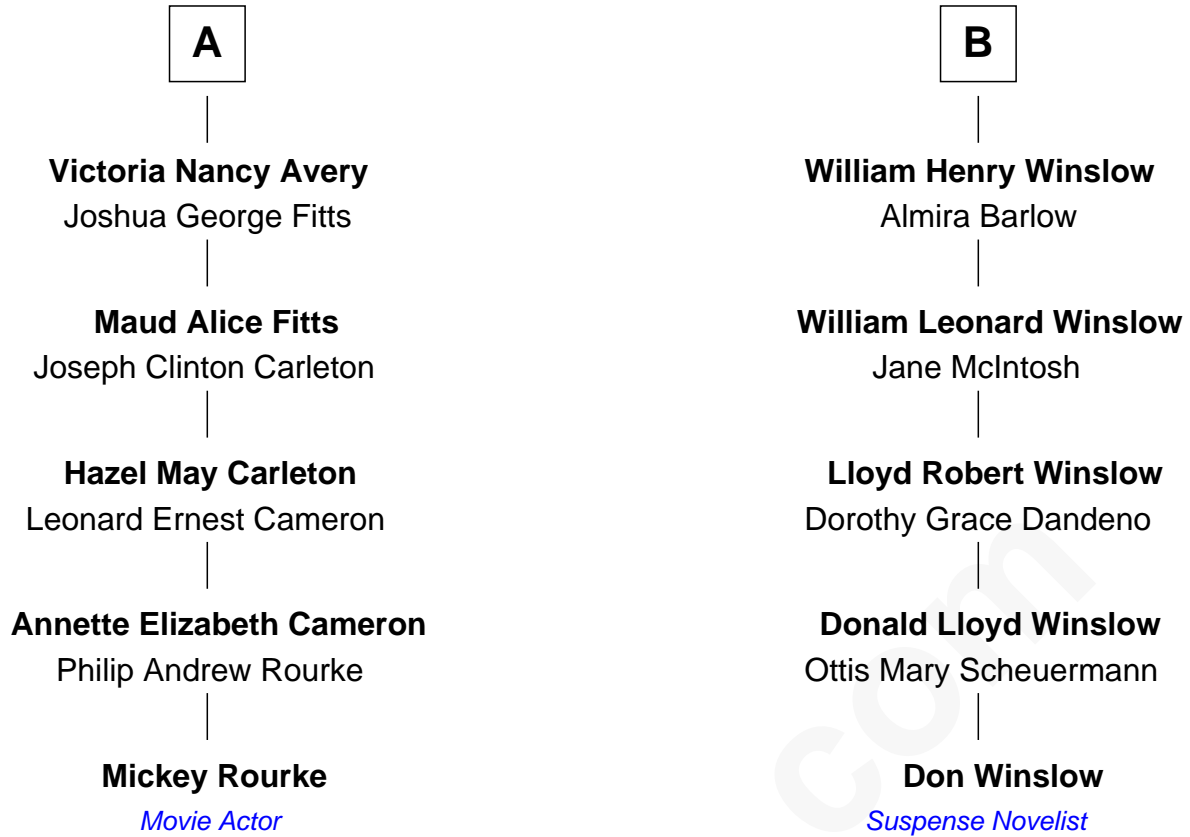 A
Victoria Nancy Avery
Joshua George Fitts
Maud Alice Fitts
Joseph Clinton Carleton
Hazel May Carleton
Leonard Ernest Cameron
Annette Elizabeth Cameron
Philip Andrew Rourke
Mickey Rourke
Movie Actor
B
William Henry Winslow
Almira Barlow
William Leonard Winslow
Jane McIntosh
Lloyd Robert Winslow
Dorothy Grace Dandeno
Donald Lloyd Winslow
Ottis Mary Scheuermann
Don Winslow
Suspense Novelist
com